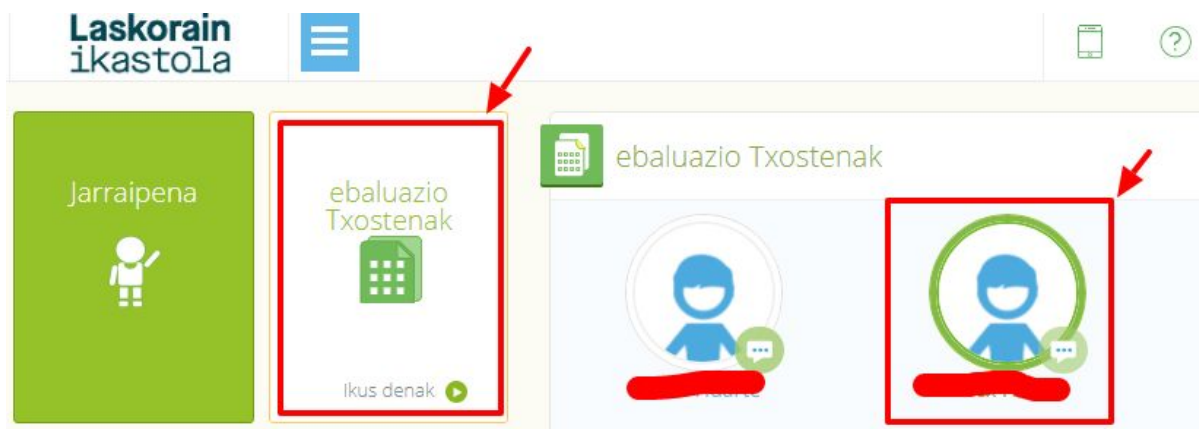 Laskorain
ikastola
Jarraipena
ebaluazio
Txostenak
Ikus denak
ebaluazio Txostenak